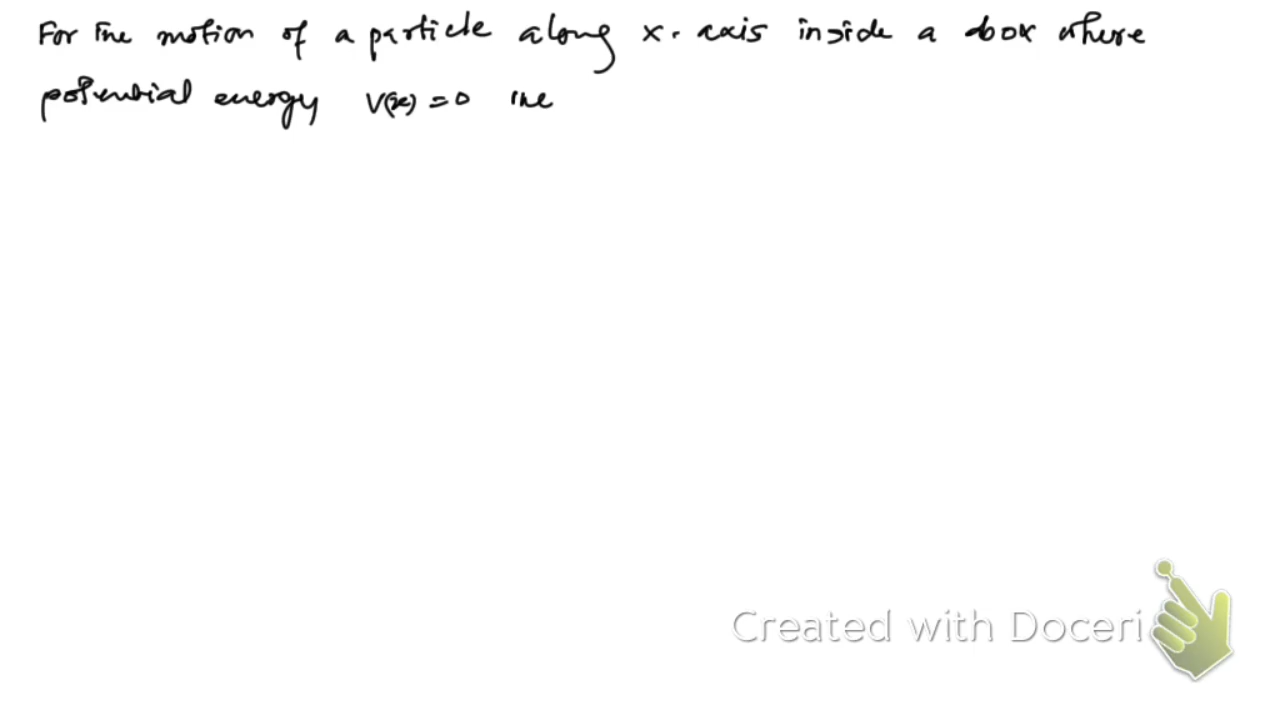 For the motion of a particle along x-axis inside a box where
potential energy V(x) = 0 the
Created with Doceri